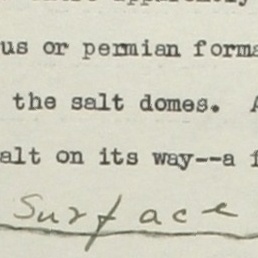 us or permian forma
the salt domes. A
alt on its way--a f
Surface